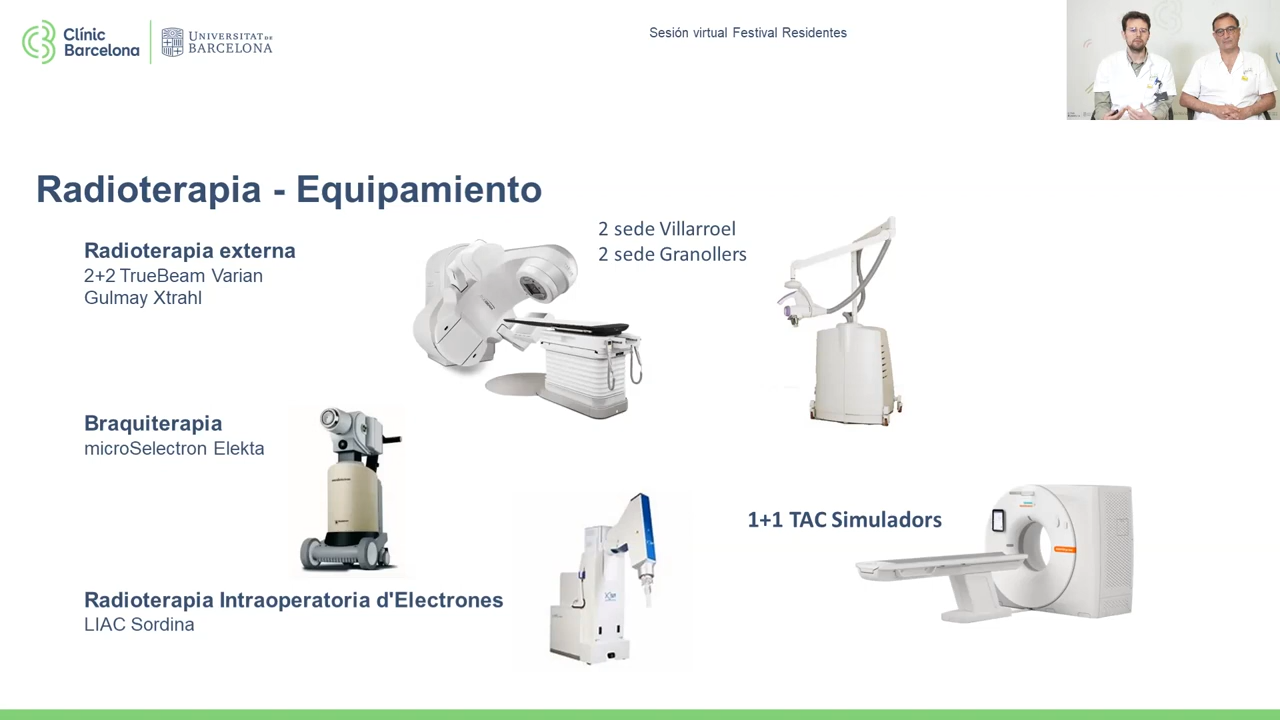 Clínic
Barcelona
UNIVERSITAT DE
BARCELONA
Sesión virtual Festival Residentes
Radioterapia - Equipamiento
2 sede Villarroel
2 sede Granollers
Radioterapia externa
2+2 TrueBeam Varian
Gulmay Xtrahl
Braquiterapia
microSelectron Elekta
1+1 TAC Simuladors
Radioterapia Intraoperatoria d'Electrones
LIAC Sordina